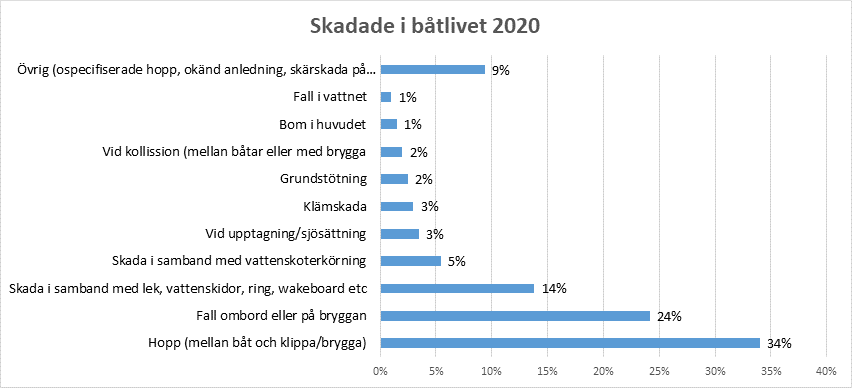 Skadade i båtlivet 2020
Övrig (ospecifiserade hopp, okänd anledning, skärskada på... 9%
Fall i vattnet 1%
Bom i huvudet 1%
Vid kollission (mellan båtar eller med brygga 2%
Grundstötning 2%
Klämskada 3%
Vid upptagning/sjösättning 3%
Skada i samband med vattenskoterkörning 5%
Skada i samband med lek, vattenskidor, ring, wakeboard etc 14%
Fall ombord eller på bryggan 24%
Hopp (mellan båt och klippa/brygga) 34%
0% 5% 10% 15% 20% 25% 30% 35% 40%